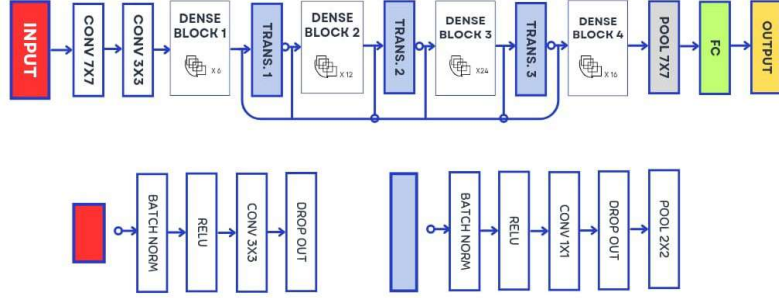 INPUT
CONV 7X7
CONV 3X3
DENSE
BLOCK 1
X 6
TRANS. 1
DENSE
BLOCK 2
X 12
TRANS. 2
DENSE
BLOCK 3
X24
TRANS. 3
DENSE
BLOCK 4
X 16
POOL 7X7
FC
OUTPUT
BATCH NORM
RELU
CONV 3X3
DROP OUT
BATCH NORM
RELU
CONV 1X1
DROP OUT
POOL 2X2